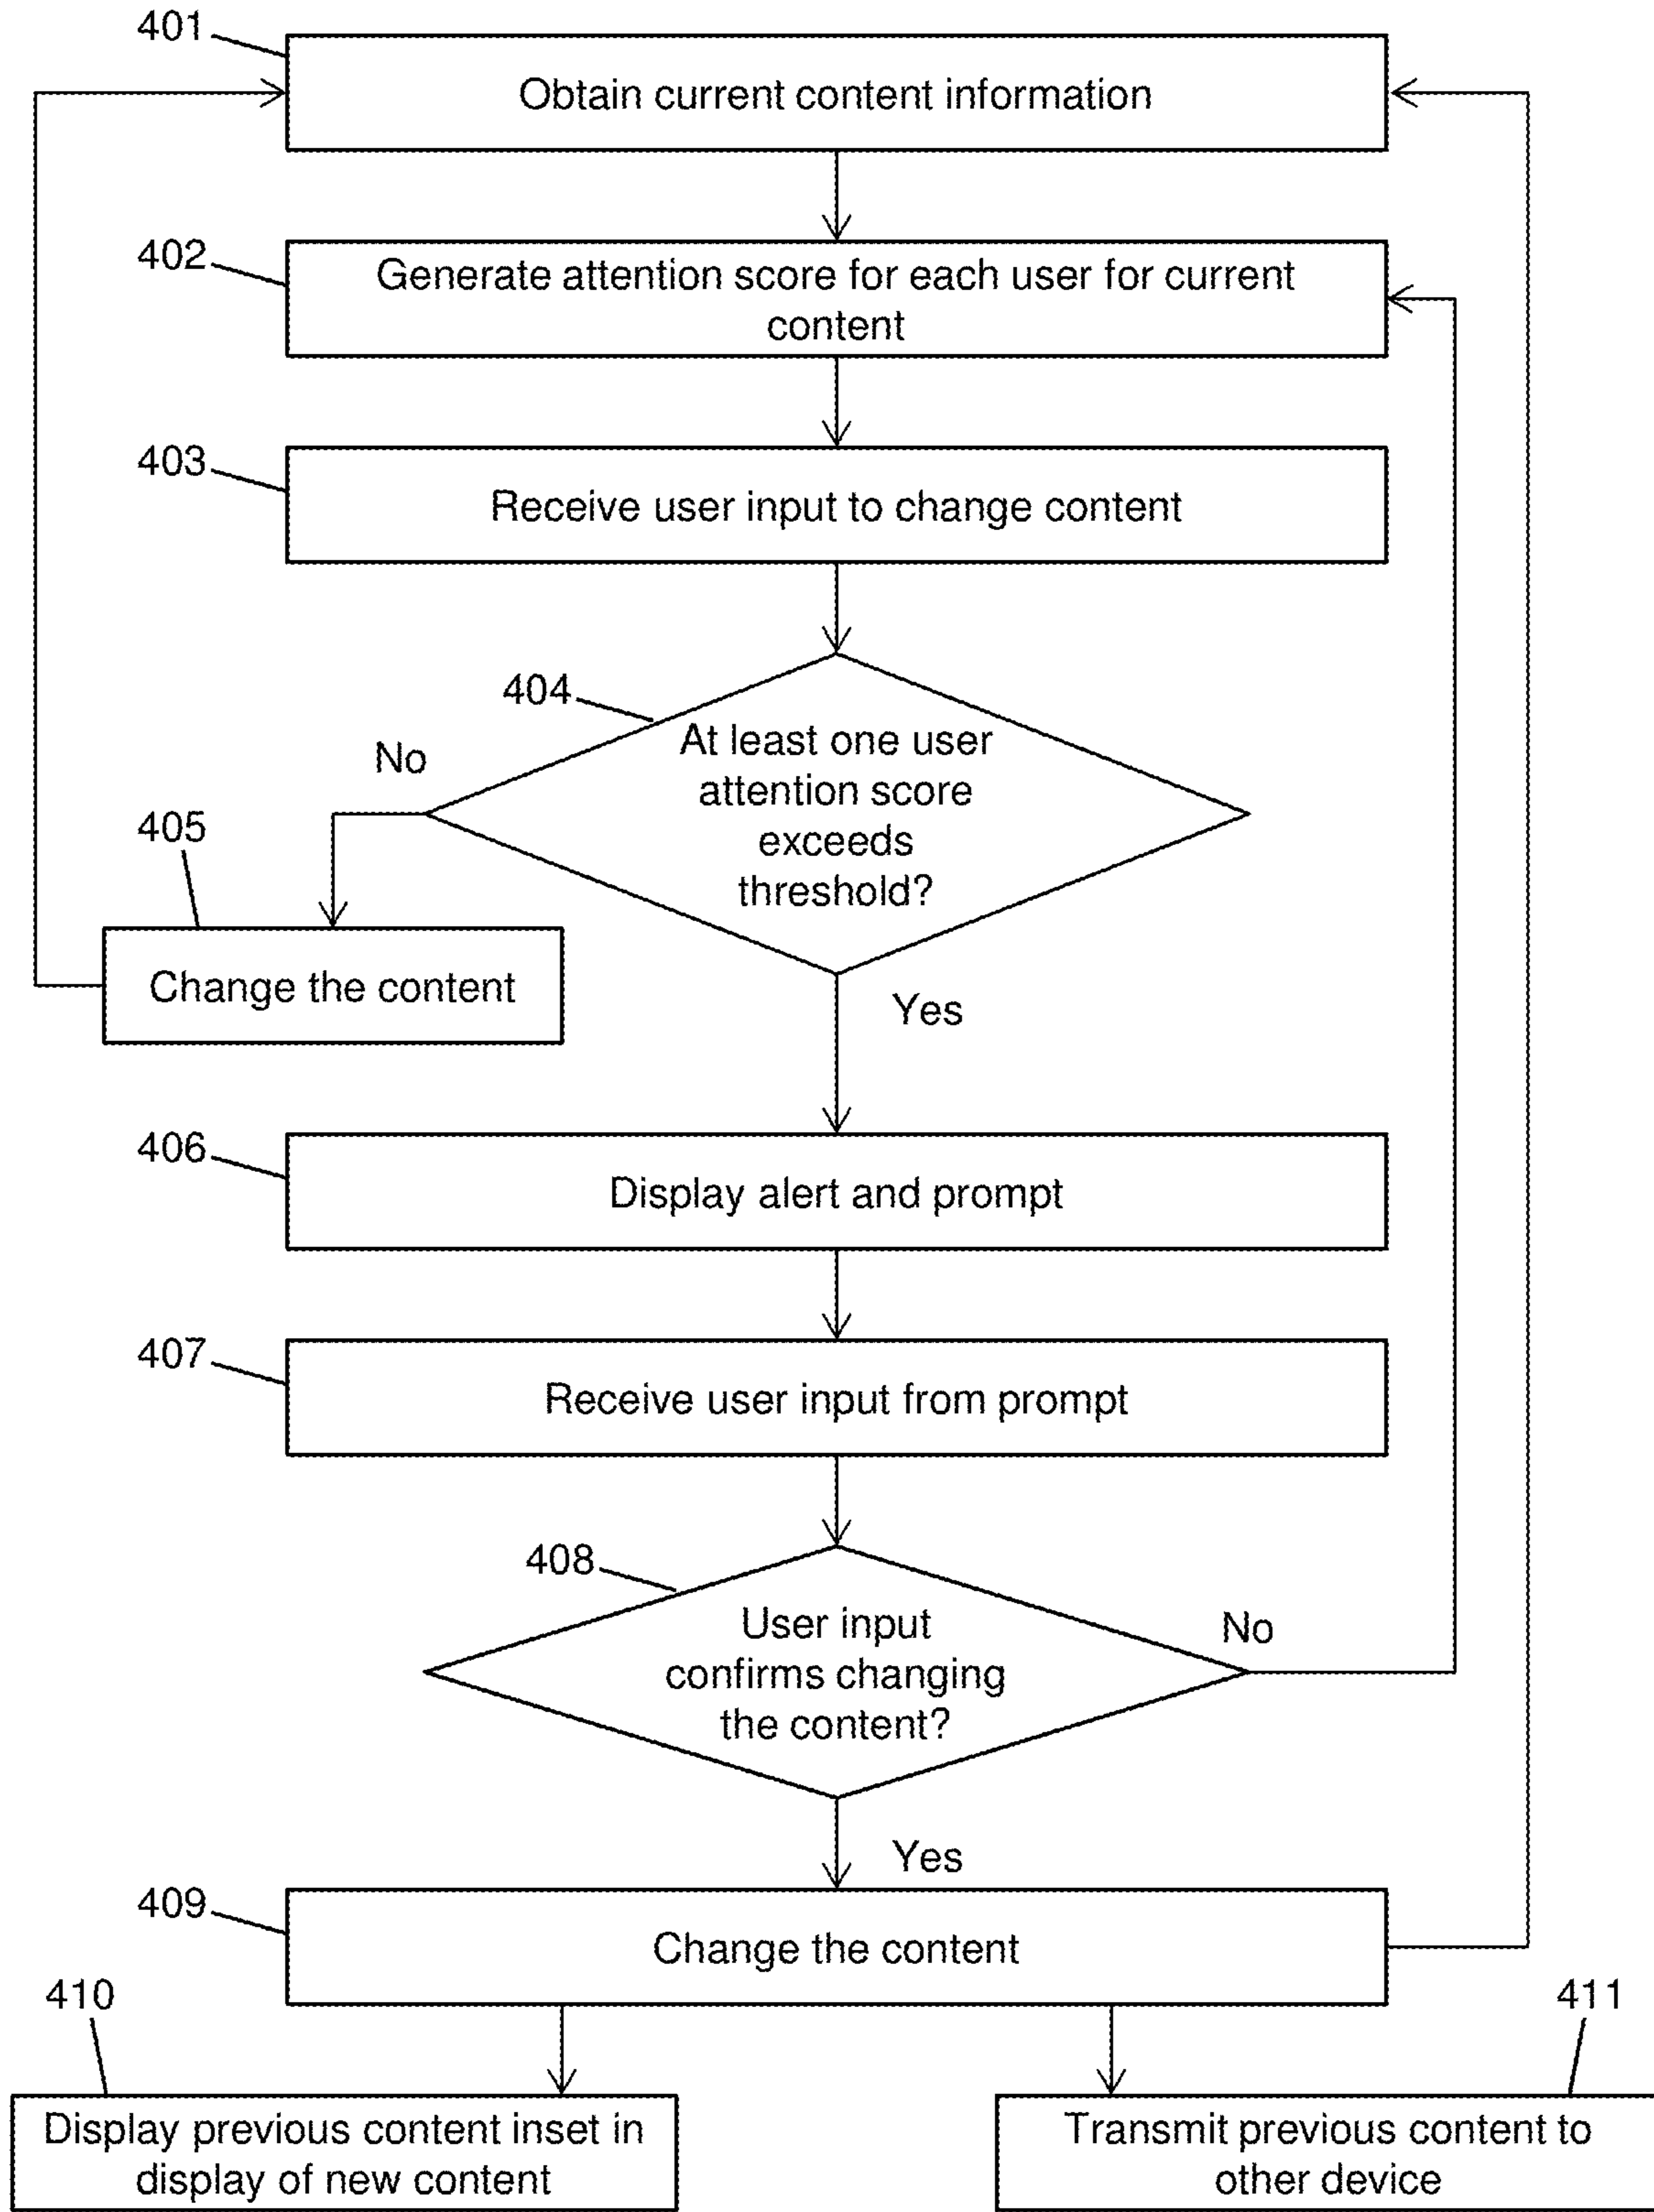 401
Obtain current content information
402
Generate attention score for each user for current
content
403
Receive user input to change content
404
At least one user
attention score
exceeds
threshold?
No
405
Change the content
Yes
406
Display alert and prompt
407
Receive user input from prompt
408
User input
confirms changing
the content?
No
Yes
409
Change the content
410
Display previous content inset in
display of new content
411
Transmit previous content to
other device